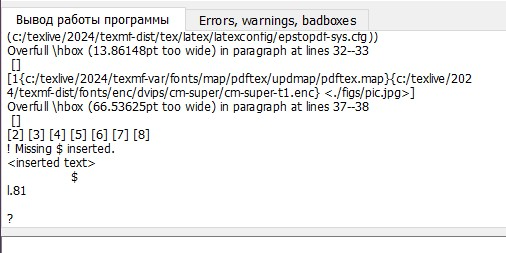 Вывод работы программы
Errors, warnings, badboxes
(c:/texlive/2024/texmf-dist/tex/latex/latexconfig/epstopdf-sys.cfg))
Overfull \hbox (13.86148pt too wide) in paragraph at lines 32--33
[]
[1{c:/texlive/2024/texmf-var/fonts/map/pdftex/updmap/pdftex.map}{c:/texlive/202
4/texmf-dist/fonts/enc/dvips/cm-super/cm-super-t1.enc} <./figs/pic.jpg>]
Overfull \hbox (66.53625pt too wide) in paragraph at lines 37--38
[]
[2] [3] [4] [5] [6] [7] [8]
! Missing $ inserted.
<inserted text>
$
l.81
?